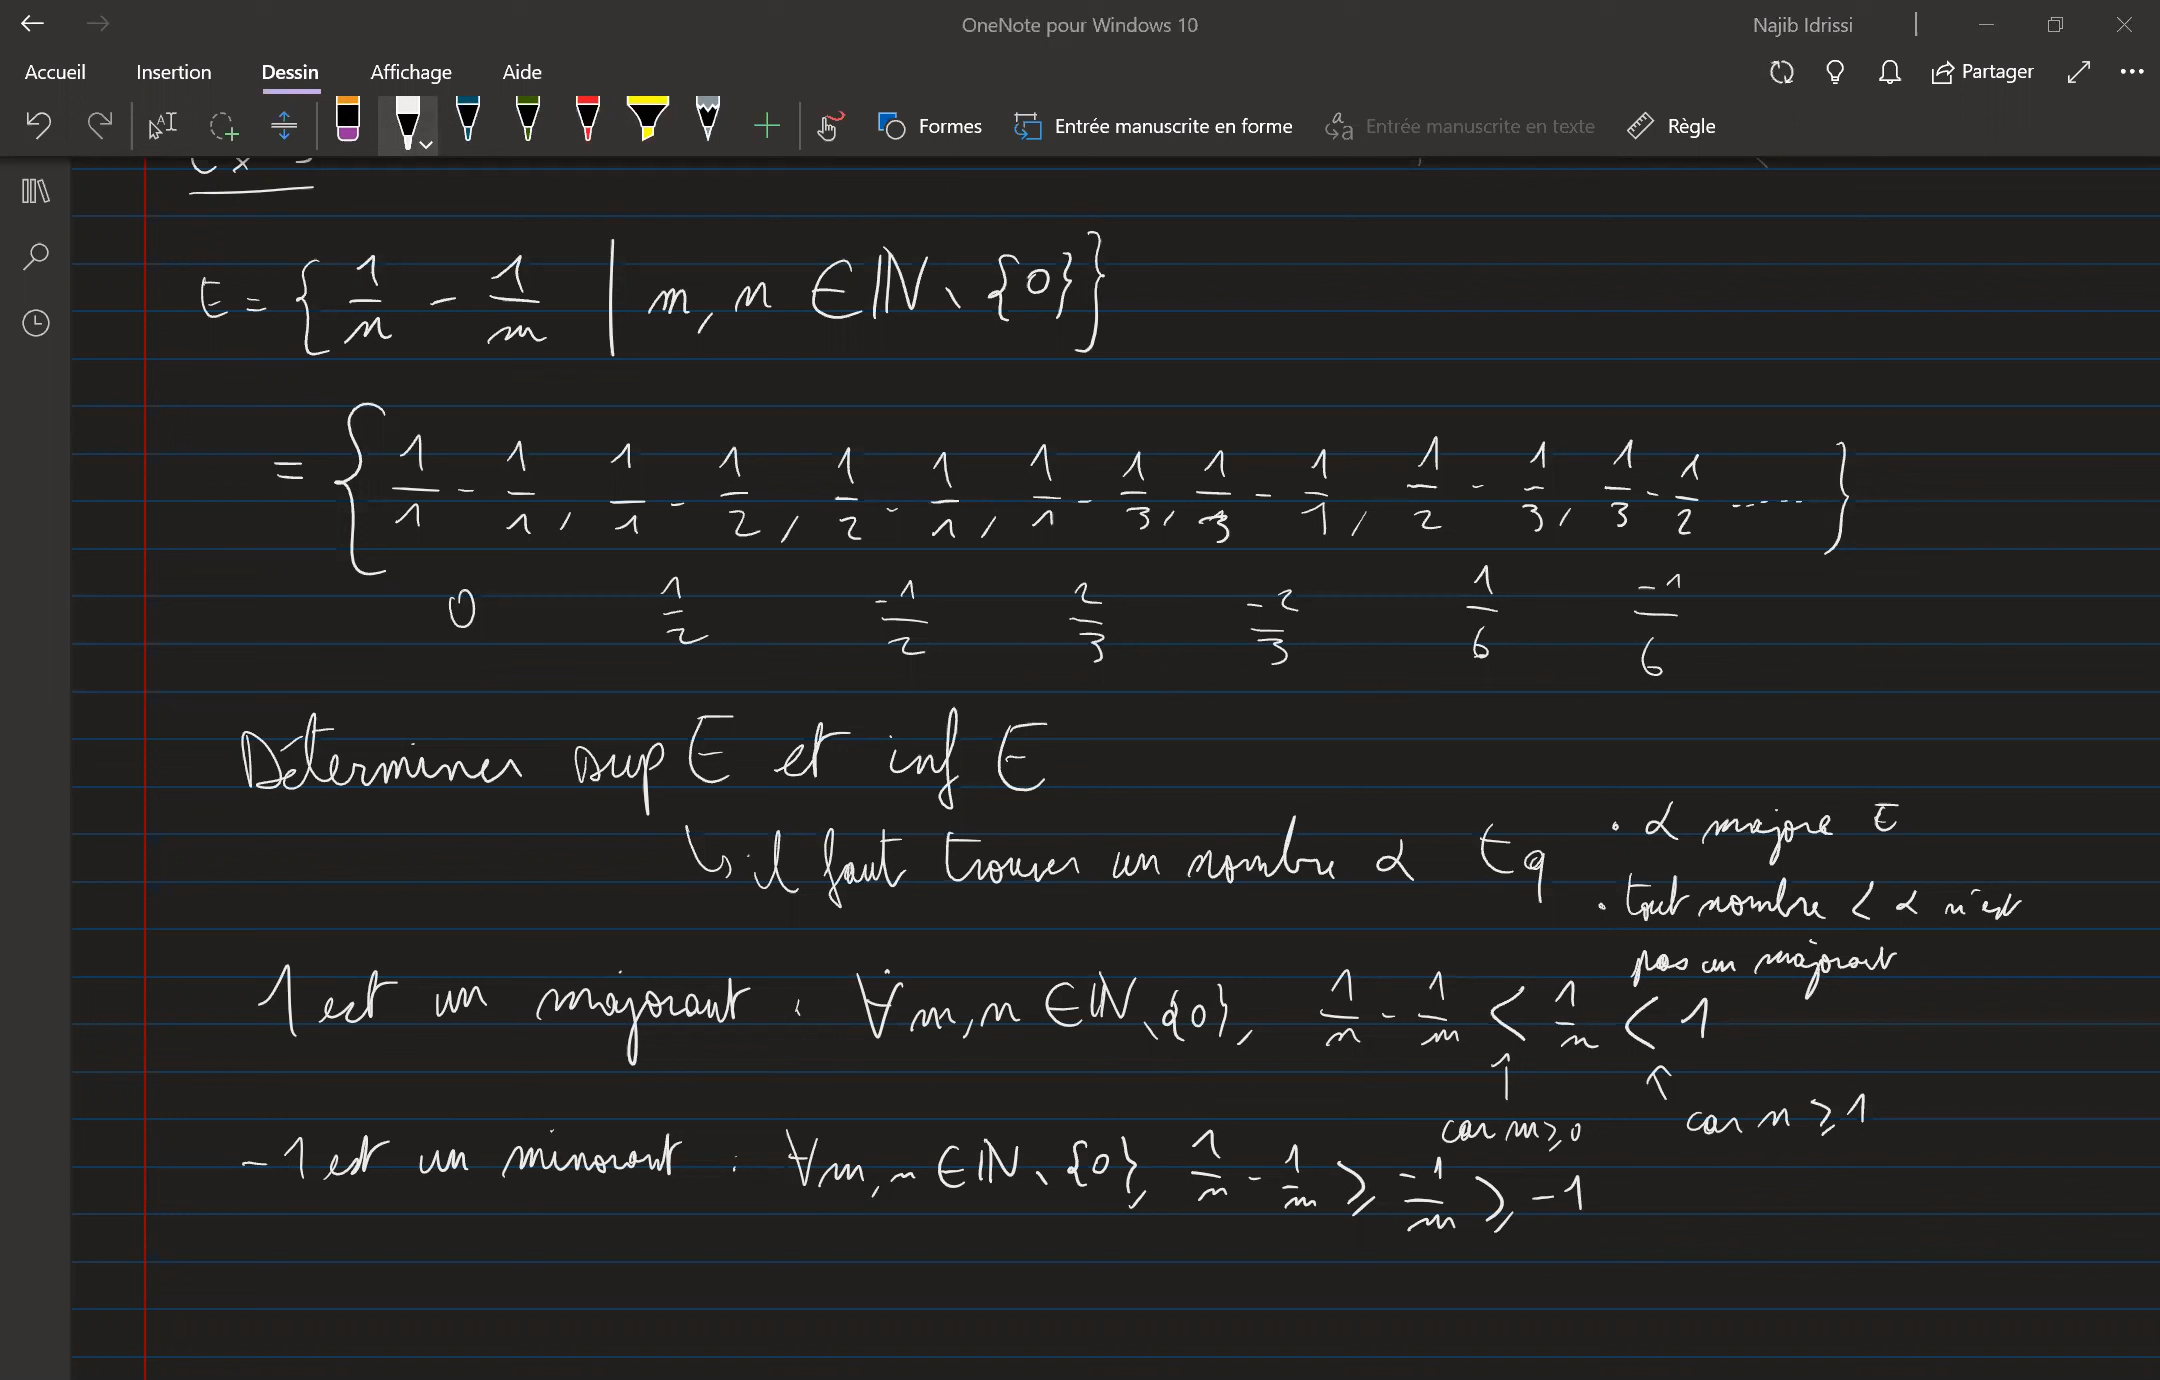 OneNote pour Windows 10
Najib Idrissi
Accueil Insertion Dessin Affichage Aide
Partager
Formes Entrée manuscrite en forme Entrée manuscrite en texte Règle
E = { 1/n - 1/m | m, n ∈ ℕ \ {0} }
= { 1/1 - 1/1, 1/1 - 1/2, 1/2 - 1/1, 1/1 - 1/3, 1/3 - 1/1, 1/2 - 1/3, 1/3 - 1/2 ...... }
0 1/2 -1/2 2/3 -2/3 1/6 -1/6
Déterminer sup E et inf E
↳ il faut trouver un nombre α tq
• α majore E
• tout nombre < α n'est
pas un majorant
1 est un majorant : ∀ m, n ∈ ℕ \ {0}, 1/n - 1/m < 1/n < 1
↑ car m ≥ 0
↑ car n ≥ 1
-1 est un minorant : ∀ m, n ∈ ℕ \ {0}, 1/n - 1/m ≥ -1/m ≥ -1